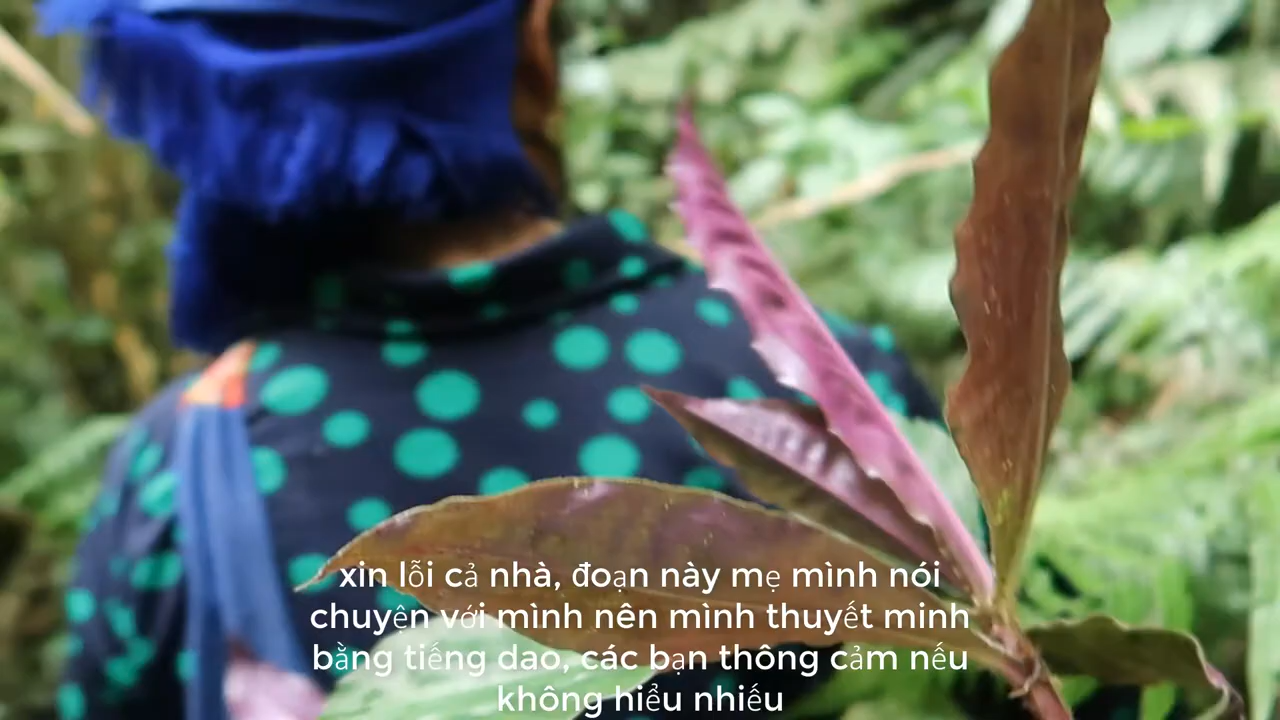 xin lỗi cả nhà, đoạn này mẹ mình nói
chuyện với mình nên mình thuyết minh
bằng tiếng dao, các bạn thông cảm nếu
không hiểu nhiếu